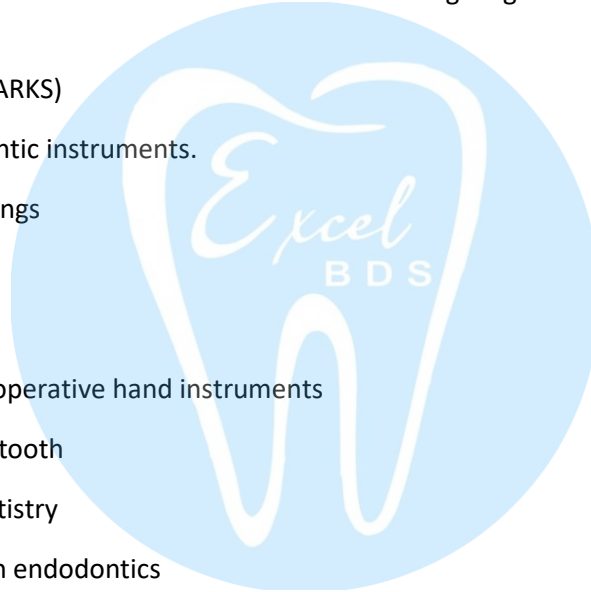 ARKS)
ntic instruments.
ngs
Excel
BDS
operative hand instruments
tooth
tistry
n endodontics